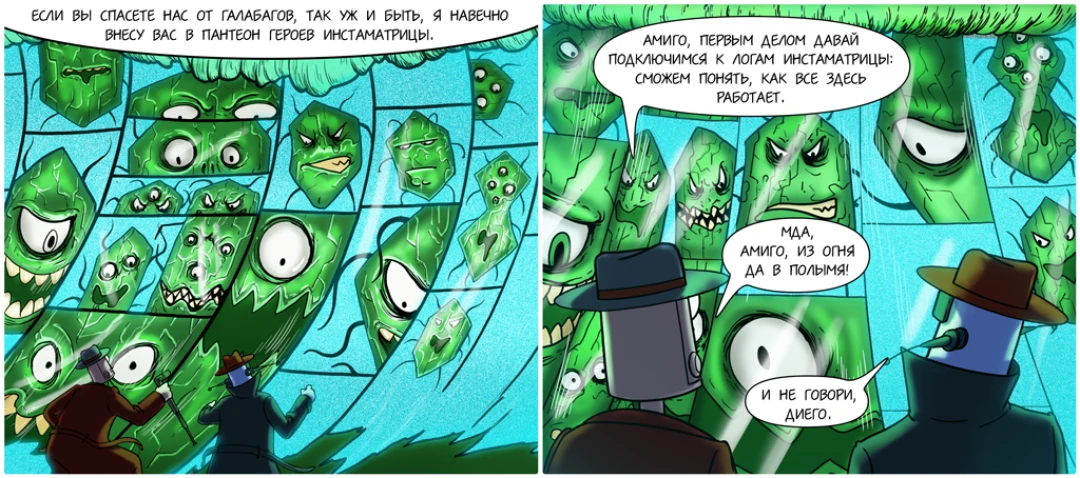 ЕСЛИ ВЫ СПАСЕТЕ НАС ОТ ГАЛАБАГОВ, ТАК УЖ И БЫТЬ, Я НАВЕЧНО
ВНЕСУ ВАС В ПАНТЕОН ГЕРОЕВ ИНСТАМАТРИЦЫ.
АМИГО, ПЕРВЫМ ДЕЛОМ ДАВАЙ
ПОДКЛЮЧИМСЯ К ЛОГАМ ИНСТАМАТРИЦЫ:
СМОЖЕМ ПОНЯТЬ, КАК ВСЕ ЗДЕСЬ
РАБОТАЕТ.
МДА,
АМИГО, ИЗ ОГНЯ
ДА В ПОЛЫМЯ!
И НЕ ГОВОРИ,
ДИЕГО.